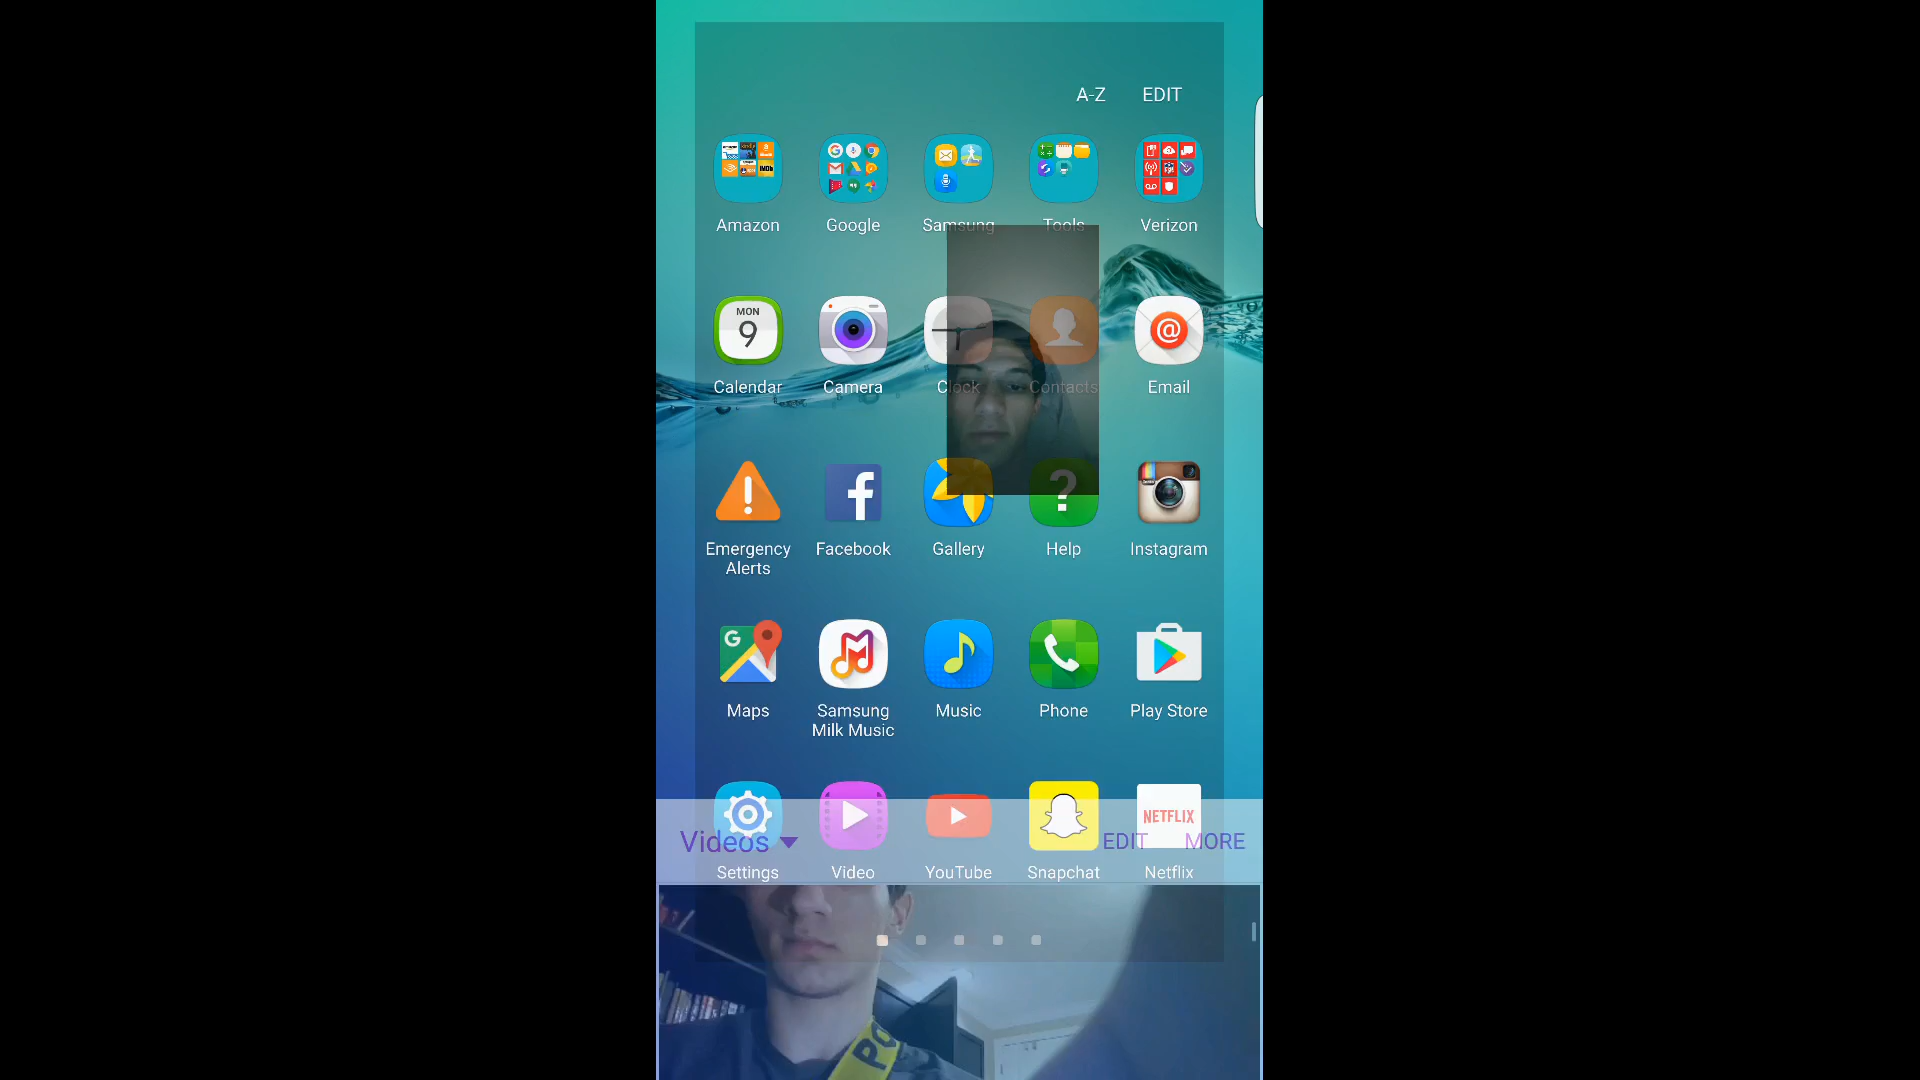 A-Z EDIT
Amazon Google Samsung Tools Verizon
MON
9
Calendar Camera Clock Contacts Email
Emergency Alerts Facebook Gallery Help Instagram
Maps Samsung Milk Music Music Phone Play Store
NETFLIX
Videos EDIT MORE
Settings Video YouTube Snapchat Netflix
PO